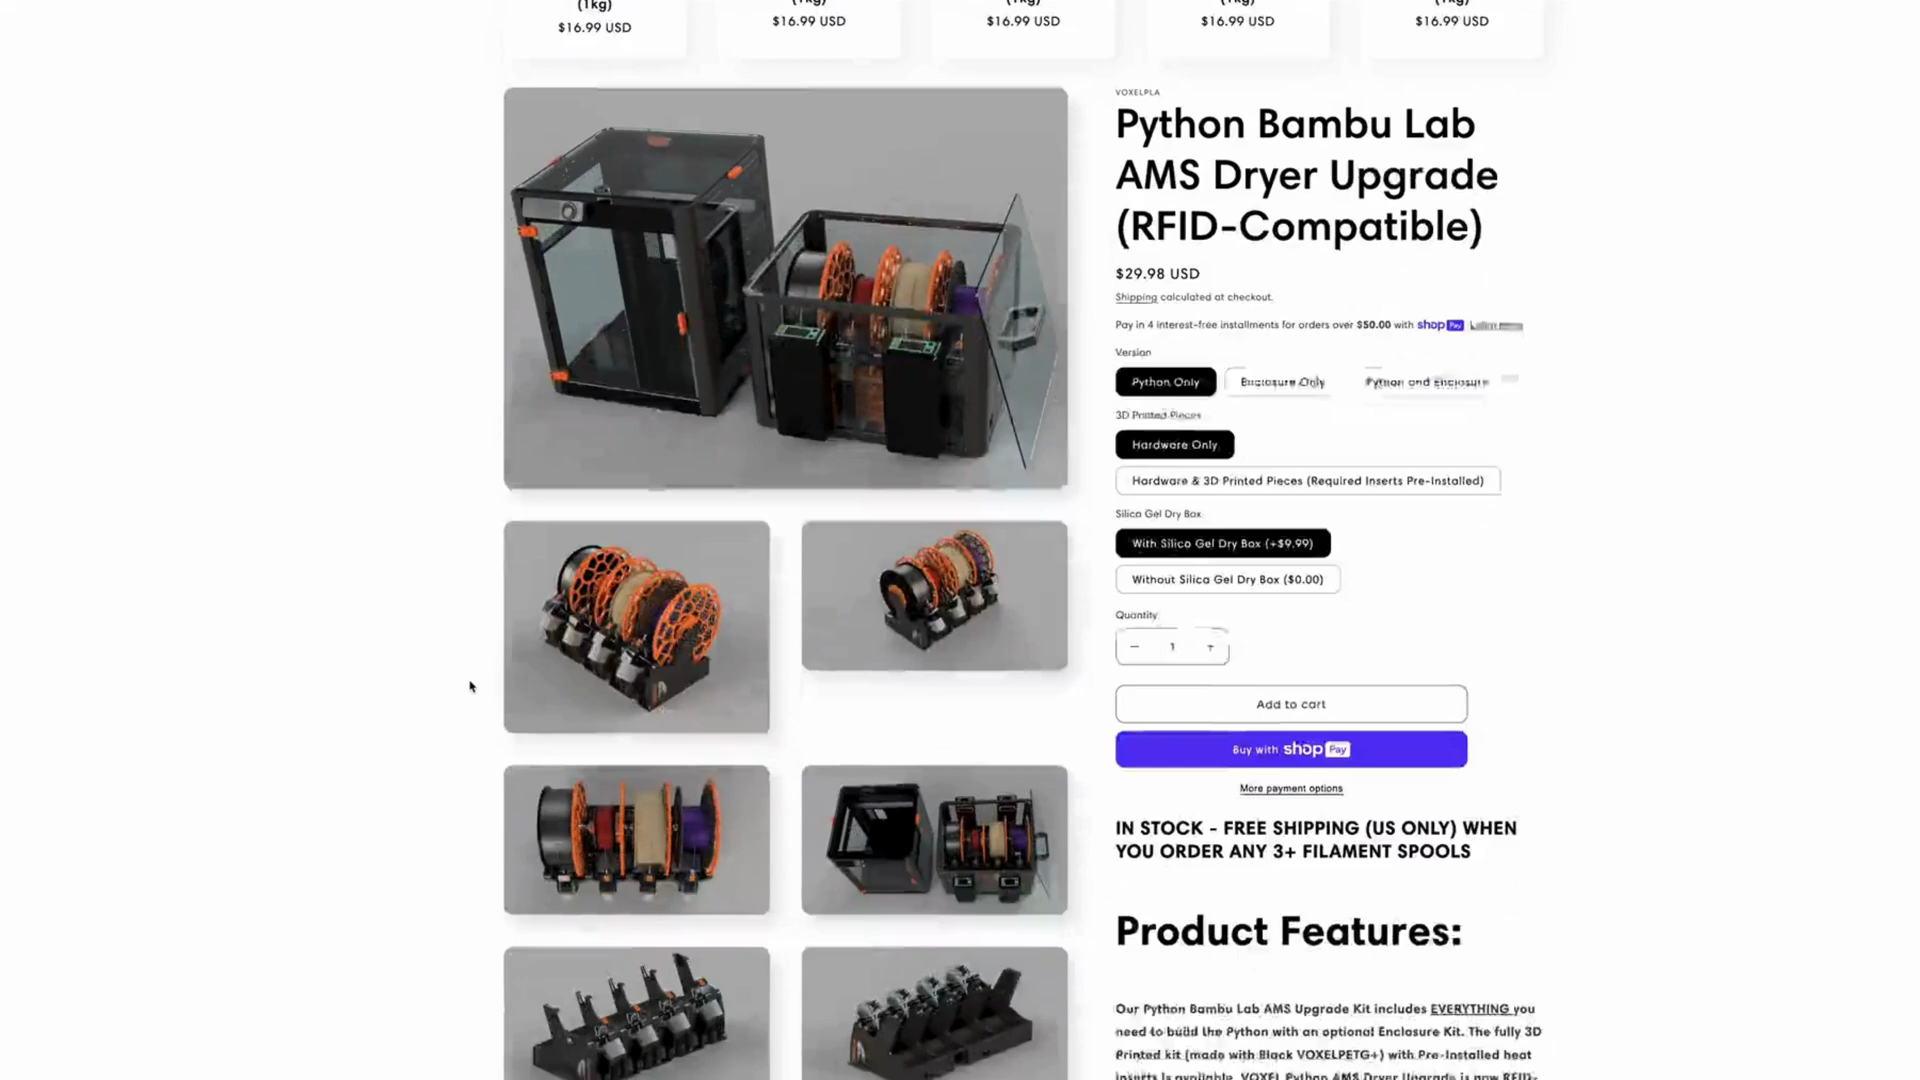 (1kg)
$16.99 USD
(1kg)
$16.99 USD
(1kg)
$16.99 USD
(1kg)
$16.99 USD
(1kg)
$16.99 USD
VOXELPLA
Python Bambu Lab
AMS Dryer Upgrade
(RFID-Compatible)
$29.98 USD
Shipping calculated at checkout.
Pay in 4 interest-free installments for orders over $50.00 with shop Pay
Version
Python Only
Enclosure Only
Python and Enclosure
3D Printed Pieces
Hardware Only
Hardware & 3D Printed Pieces (Required Inserts Pre-Installed)
Silica Gel Dry Box
With Silica Gel Dry Box (+$9.99)
Without Silica Gel Dry Box ($0.00)
Quantity
− 1 +
Add to cart
Buy with shop Pay
More payment options
IN STOCK - FREE SHIPPING (US ONLY) WHEN
YOU ORDER ANY 3+ FILAMENT SPOOLS
Product Features:
Our Python Bambu Lab AMS Upgrade Kit includes EVERYTHING you
need to build the Python with an optional Enclosure Kit. The fully 3D
Printed kit (made with Black VOXELPETG+) with Pre-Installed heat
inserts is available. VOXEL Python AMS Dryer Upgrade is now RFID-